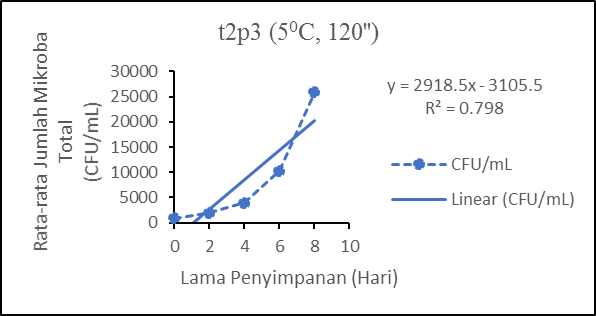 t2p3 (5⁰C, 120")
Rata-rata Jumlah Mikroba
Total
(CFU/mL)
30000
25000
20000
15000
10000
5000
0
0 2 4 6 8 10
Lama Penyimpanan (Hari)
y = 2918.5x - 3105.5
R² = 0.798
CFU/mL
Linear (CFU/mL)